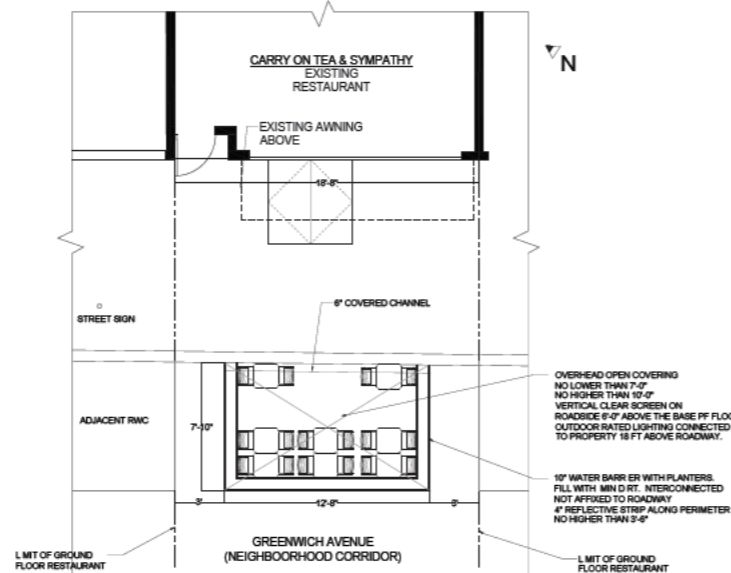 CARRY ON TEA & SYMPATHY
EXISTING
RESTAURANT
N
EXISTING AWNING
ABOVE
18'-8"
6" COVERED CHANNEL
STREET SIGN
ADJACENT RWC
7'-10"
OVERHEAD OPEN COVERING
NO LOWER THAN 7'-0"
NO HIGHER THAN 10'-0"
VERTICAL CLEAR SCREEN ON
ROADSIDE 6'-0" ABOVE THE BASE PF FLOO
OUTDOOR RATED LIGHTING CONNECTED
TO PROPERTY 18 FT ABOVE ROADWAY.
10" WATER BARR ER WITH PLANTERS.
FILL WITH MIN D RT. NTERCONNECTED
NOT AFFIXED TO ROADWAY
4" REFLECTIVE STRIP ALONG PERIMETER
NO HIGHER THAN 3'-6"
3'
12'-8"
3'
GREENWICH AVENUE
(NEIGHBOORHOOD CORRIDOR)
L MIT OF GROUND
FLOOR RESTAURANT
L MIT OF GROUND
FLOOR RESTAURANT